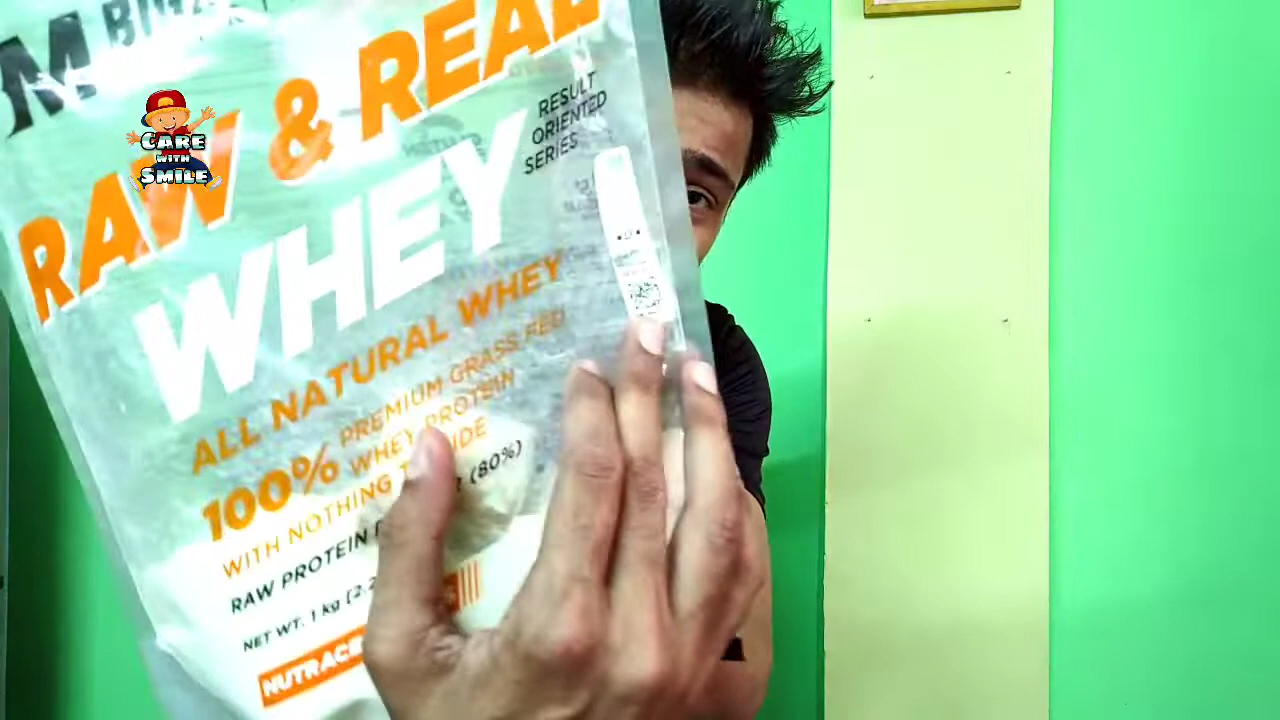 RAW & REAL
WHEY
RESULT
ORIENTED
SERIES
CARE
WITH
SMILE
ALL NATURAL WHEY
100% PREMIUM GRASS FED
WHEY PROTEIN
WITH NOTHING
RAW PROTEIN (80%)
NET WT. 1 kg